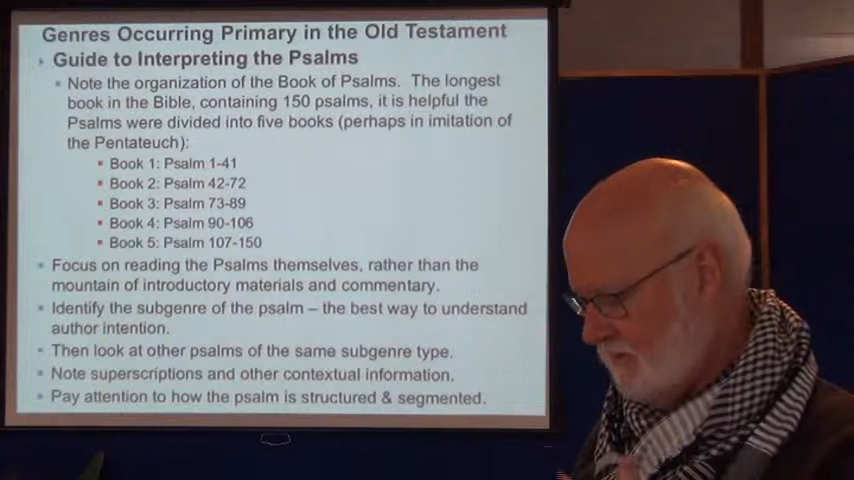 Genres Occurring Primary in the Old Testament
Guide to Interpreting the Psalms
Note the organization of the Book of Psalms. The longest
book in the Bible, containing 150 psalms, it is helpful the
Psalms were divided into five books (perhaps in imitation of
the Pentateuch):
Book 1: Psalm 1-41
Book 2: Psalm 42-72
Book 3: Psalm 73-89
Book 4: Psalm 90-106
Book 5: Psalm 107-150
Focus on reading the Psalms themselves, rather than the
mountain of introductory materials and commentary.
Identify the subgenre of the psalm – the best way to understand
author intention.
Then look at other psalms of the same subgenre type.
Note superscriptions and other contextual information.
Pay attention to how the psalm is structured & segmented.